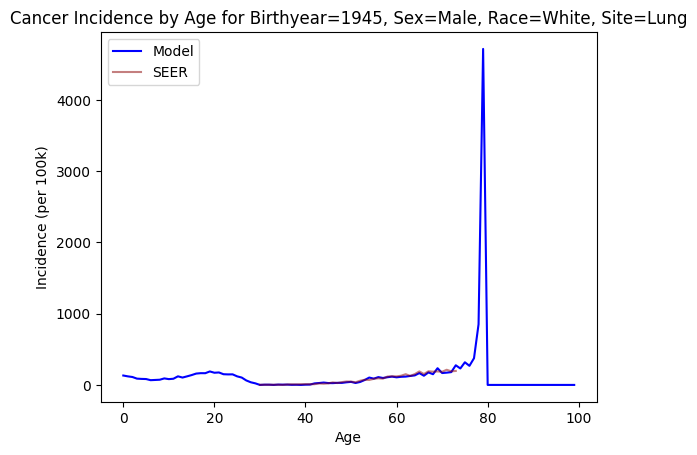 Cancer Incidence by Age for Birthyear=1945, Sex=Male, Race=White, Site=Lung
Model
SEER
Incidence (per 100k)
4000
3000
2000
1000
0
0 20 40 60 80 100
Age